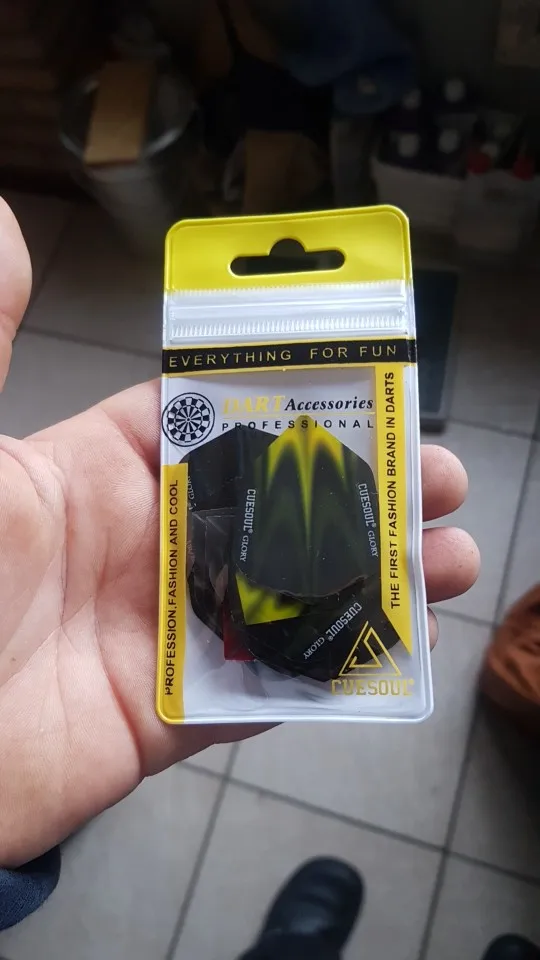 EVERYTHING FOR FUN
DART Accessories
PROFESSIONAL
PROFESSION,FASHION AND COOL
THE FIRST FASHION BRAND IN DARTS
CUESOUL® GLORY
CUESOUL® GLORY
CUESOUL® GLORY
GLORY
CUESOUL®